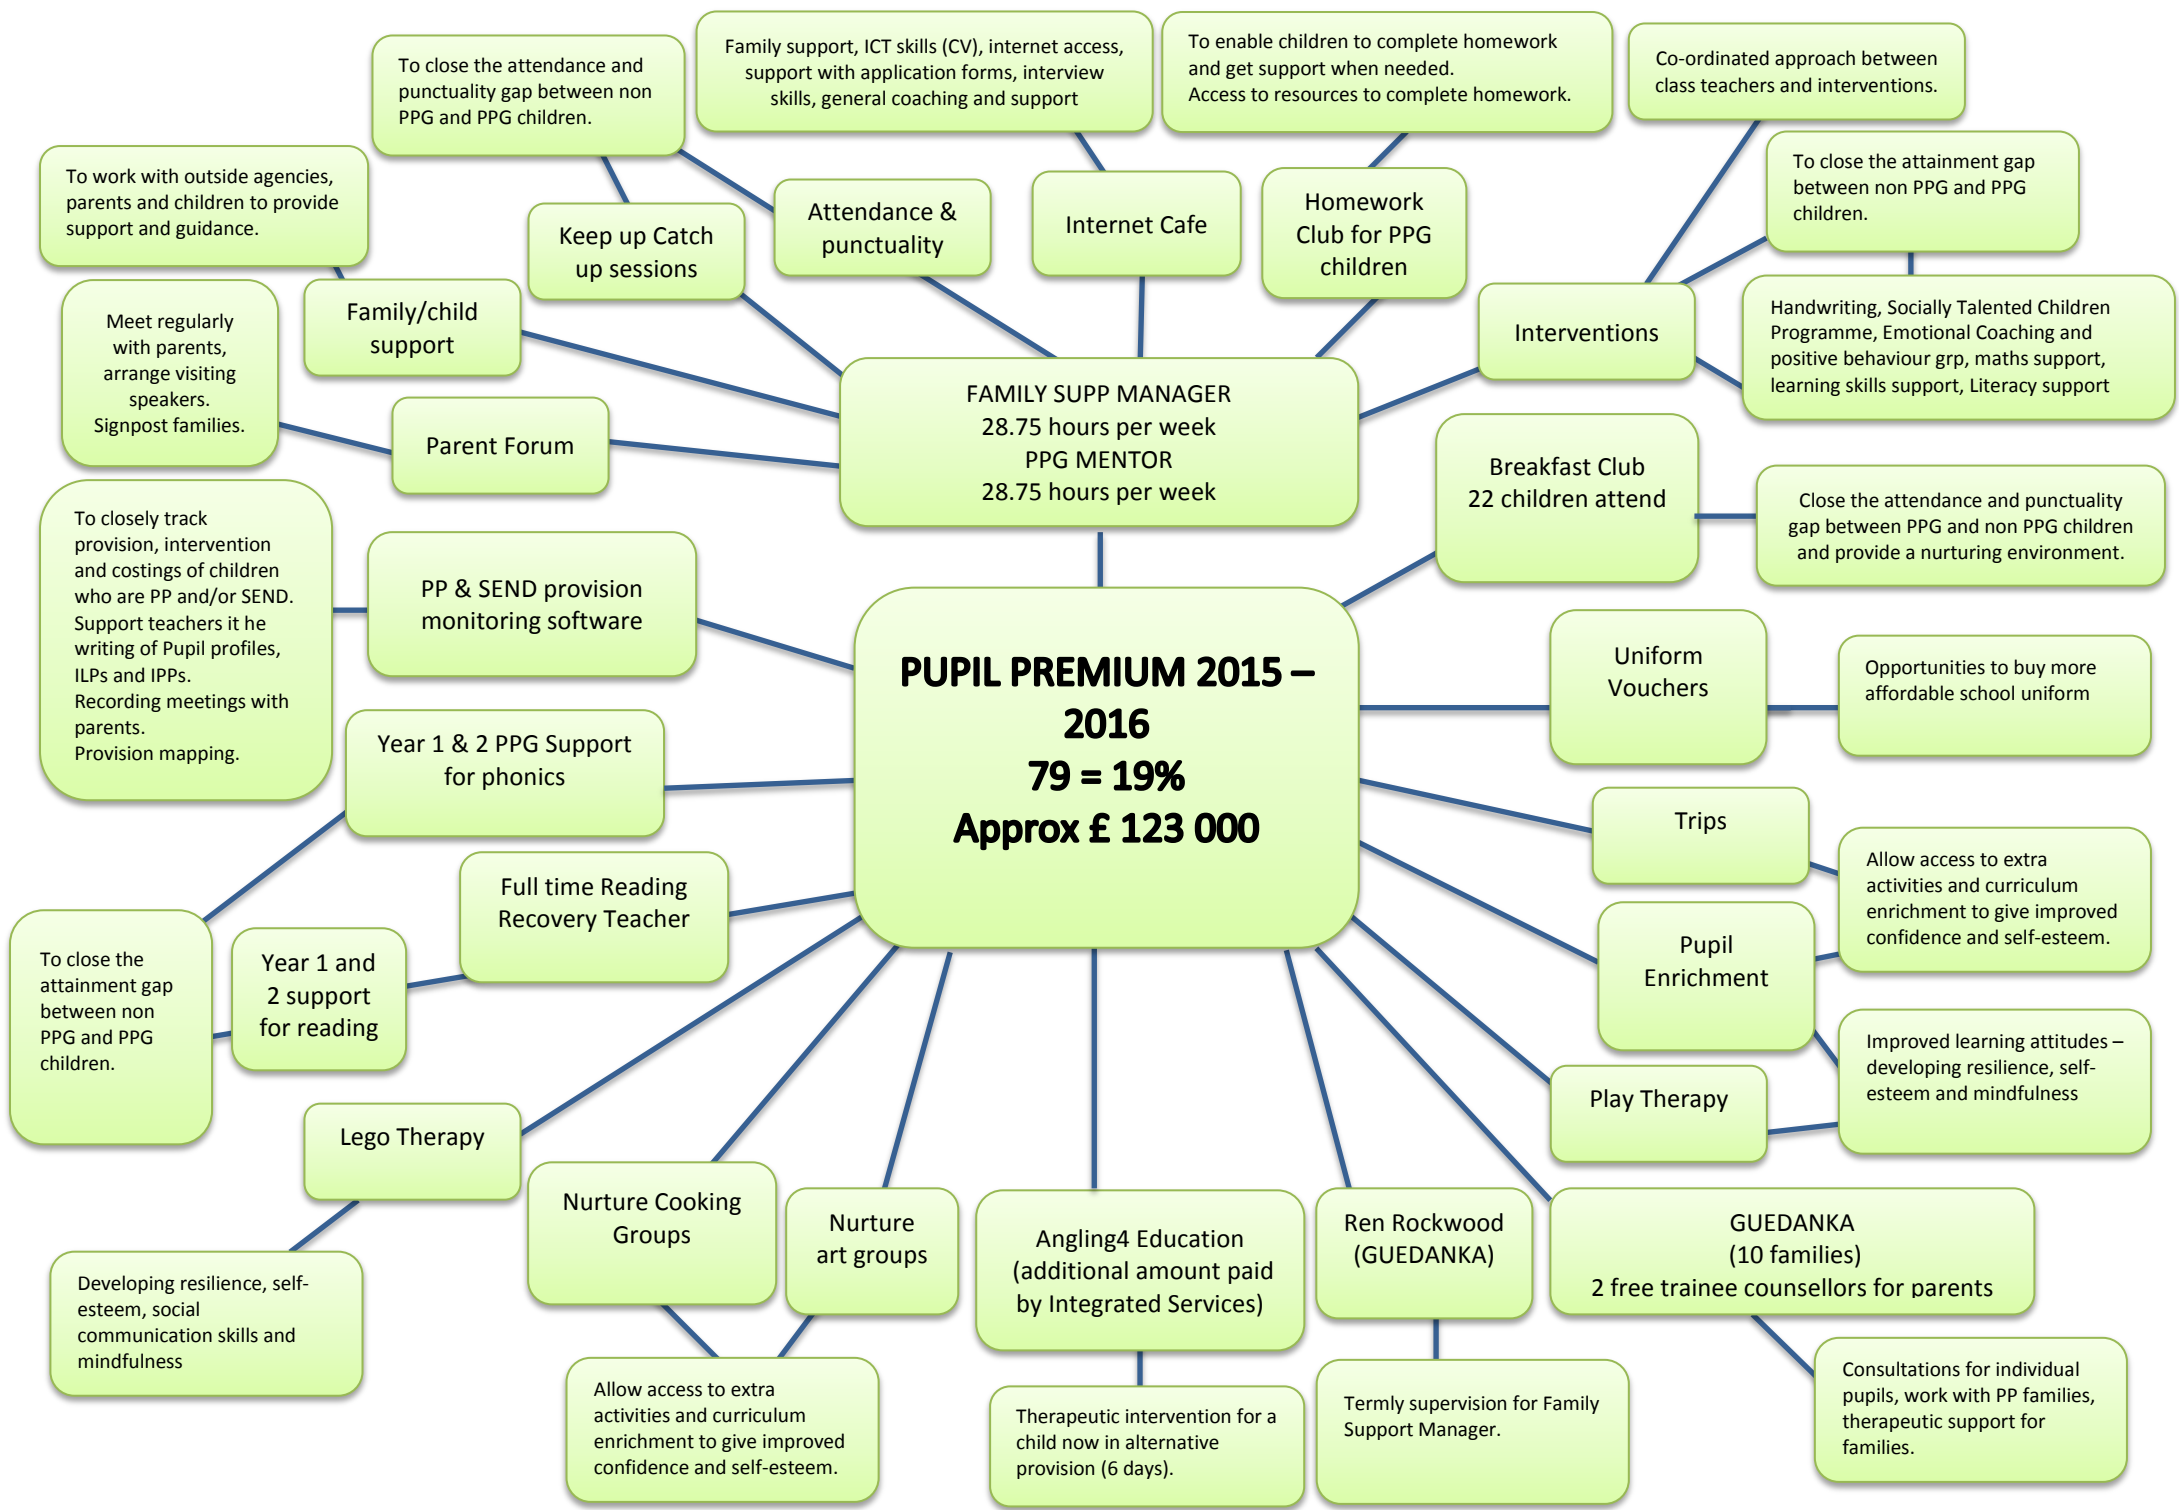 To close the attendance and
punctuality gap between non
PPG and PPG children.
Family support, ICT skills (CV), internet access,
support with application forms, interview
skills, general coaching and support
To enable children to complete homework
and get support when needed.
Access to resources to complete homework.
Co-ordinated approach between
class teachers and interventions.
To work with outside agencies,
parents and children to provide
support and guidance.
Keep up Catch
up sessions
Attendance &
punctuality
Internet Cafe
Homework
Club for PPG
children
To close the attainment gap
between non PPG and PPG
children.
Meet regularly
with parents,
arrange visiting
speakers.
Signpost families.
Family/child
support
Interventions
Handwriting, Socially Talented Children
Programme, Emotional Coaching and
positive behaviour grp, maths support,
learning skills support, Literacy support
Parent Forum
FAMILY SUPP MANAGER
28.75 hours per week
PPG MENTOR
28.75 hours per week
Breakfast Club
22 children attend
Close the attendance and punctuality
gap between PPG and non PPG children
and provide a nurturing environment.
To closely track
provision, intervention
and costings of children
who are PP and/or SEND.
Support teachers it he
writing of Pupil profiles,
ILPs and IPPs.
Recording meetings with
parents.
Provision mapping.
PP & SEND provision
monitoring software
PUPIL PREMIUM 2015 –
2016
79 = 19%
Approx £ 123 000
Uniform
Vouchers
Opportunities to buy more
affordable school uniform
Year 1 & 2 PPG Support
for phonics
Trips
Allow access to extra
activities and curriculum
enrichment to give improved
confidence and self-esteem.
Full time Reading
Recovery Teacher
Pupil
Enrichment
To close the
attainment gap
between non
PPG and PPG
children.
Year 1 and
2 support
for reading
Improved learning attitudes –
developing resilience, self-
esteem and mindfulness
Play Therapy
Lego Therapy
Nurture Cooking
Groups
Nurture
art groups
Angling4 Education
(additional amount paid
by Integrated Services)
Ren Rockwood
(GUEDANKA)
GUEDANKA
(10 families)
2 free trainee counsellors for parents
Developing resilience, self-
esteem, social
communication skills and
mindfulness
Allow access to extra
activities and curriculum
enrichment to give improved
confidence and self-esteem.
Therapeutic intervention for a
child now in alternative
provision (6 days).
Termly supervision for Family
Support Manager.
Consultations for individual
pupils, work with PP families,
therapeutic support for
families.